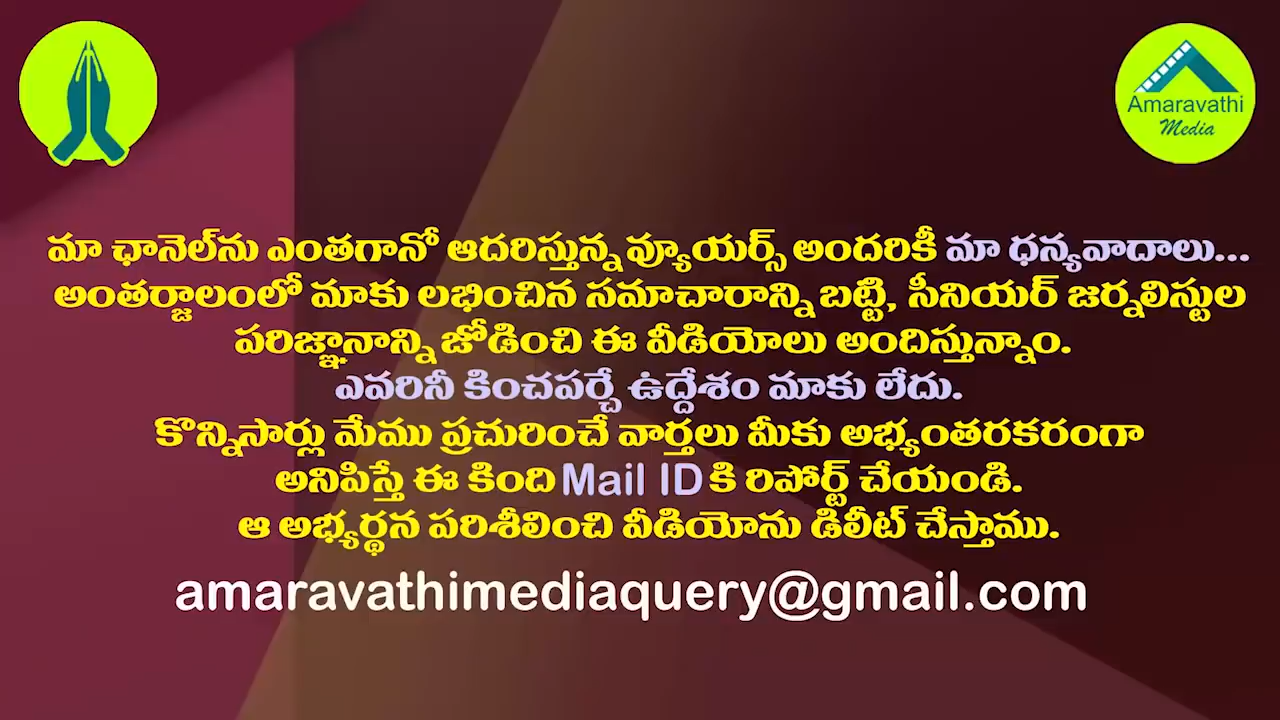 Amaravathi
Media
మా ఛానెల్‌ను ఎంతగానో ఆదరిస్తున్న వ్యూయర్స్ అందరికీ మా ధన్యవాదాలు...
అంతర్జాలంలో మాకు లభించిన సమాచారాన్ని బట్టి, సీనియర్ జర్నలిస్టుల
పరిజ్ఞానాన్ని జోడించి ఈ వీడియోలు అందిస్తున్నాం.
ఎవరినీ కించపర్చే ఉద్దేశం మాకు లేదు.
కొన్నిసార్లు మేము ప్రచురించే వార్తలు మీకు అభ్యంతరకరంగా
అనిపిస్తే ఈ కింది Mail ID కి రిపోర్ట్ చేయండి.
ఆ అభ్యర్థన పరిశీలించి వీడియోను డిలీట్ చేస్తాము.
amaravathimediaquery@gmail.com